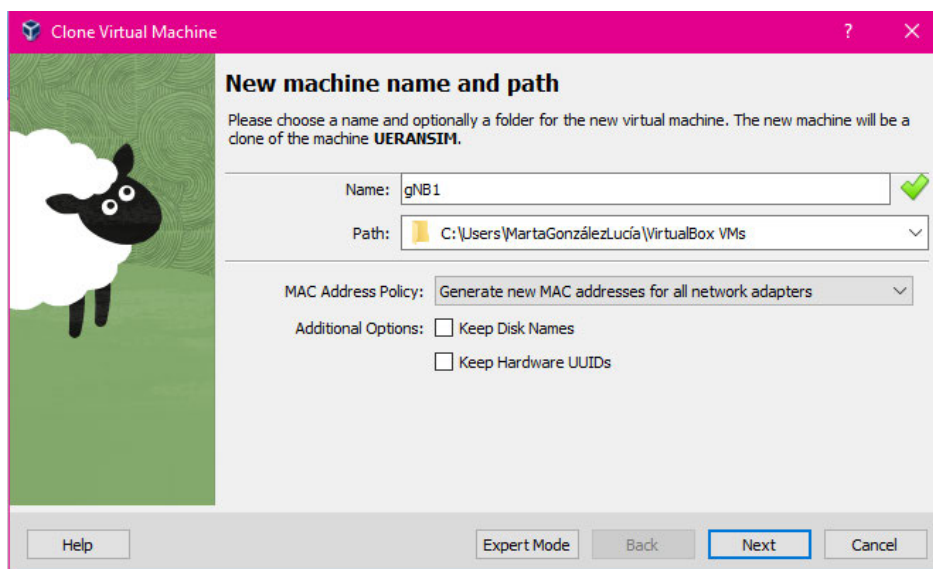 Clone Virtual Machine
?
New machine name and path
Please choose a name and optionally a folder for the new virtual machine. The new machine will be a
clone of the machine UERANSIM.
Name: gNB1
Path: C:\Users\MartaGonzálezLucía\VirtualBox VMs
MAC Address Policy: Generate new MAC addresses for all network adapters
Additional Options: Keep Disk Names
Keep Hardware UUIDs
Help Expert Mode Back Next Cancel